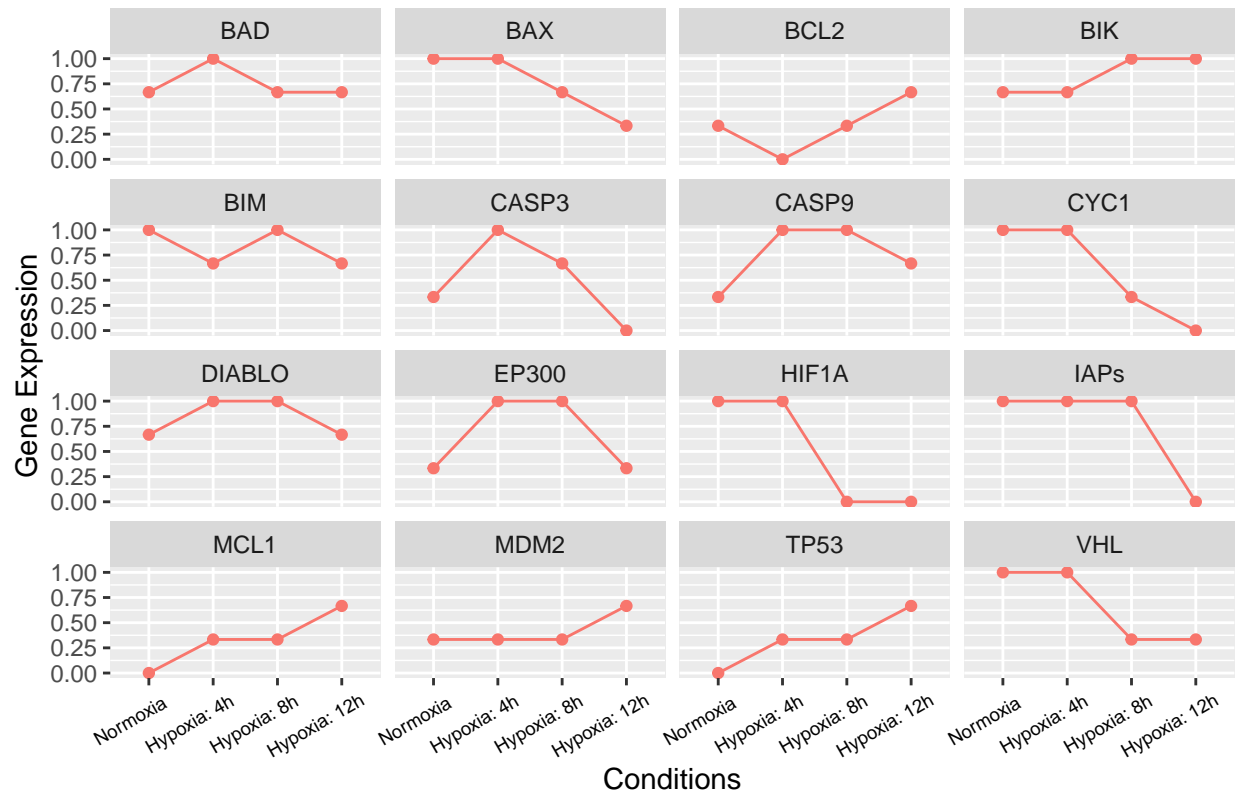 BAD BAX BCL2 BIK
1.00
0.75
0.50
0.25
0.00
BIM CASP3 CASP9 CYC1
1.00
0.75
0.50
0.25
0.00
DIABLO EP300 HIF1A IAPs
1.00
0.75
0.50
0.25
0.00
MCL1 MDM2 TP53 VHL
1.00
0.75
0.50
0.25
0.00
Gene Expression
Normoxia Hypoxia: 4h Hypoxia: 8h Hypoxia: 12h Normoxia Hypoxia: 4h Hypoxia: 8h Hypoxia: 12h Normoxia Hypoxia: 4h Hypoxia: 8h Hypoxia: 12h Normoxia Hypoxia: 4h Hypoxia: 8h Hypoxia: 12h
Conditions